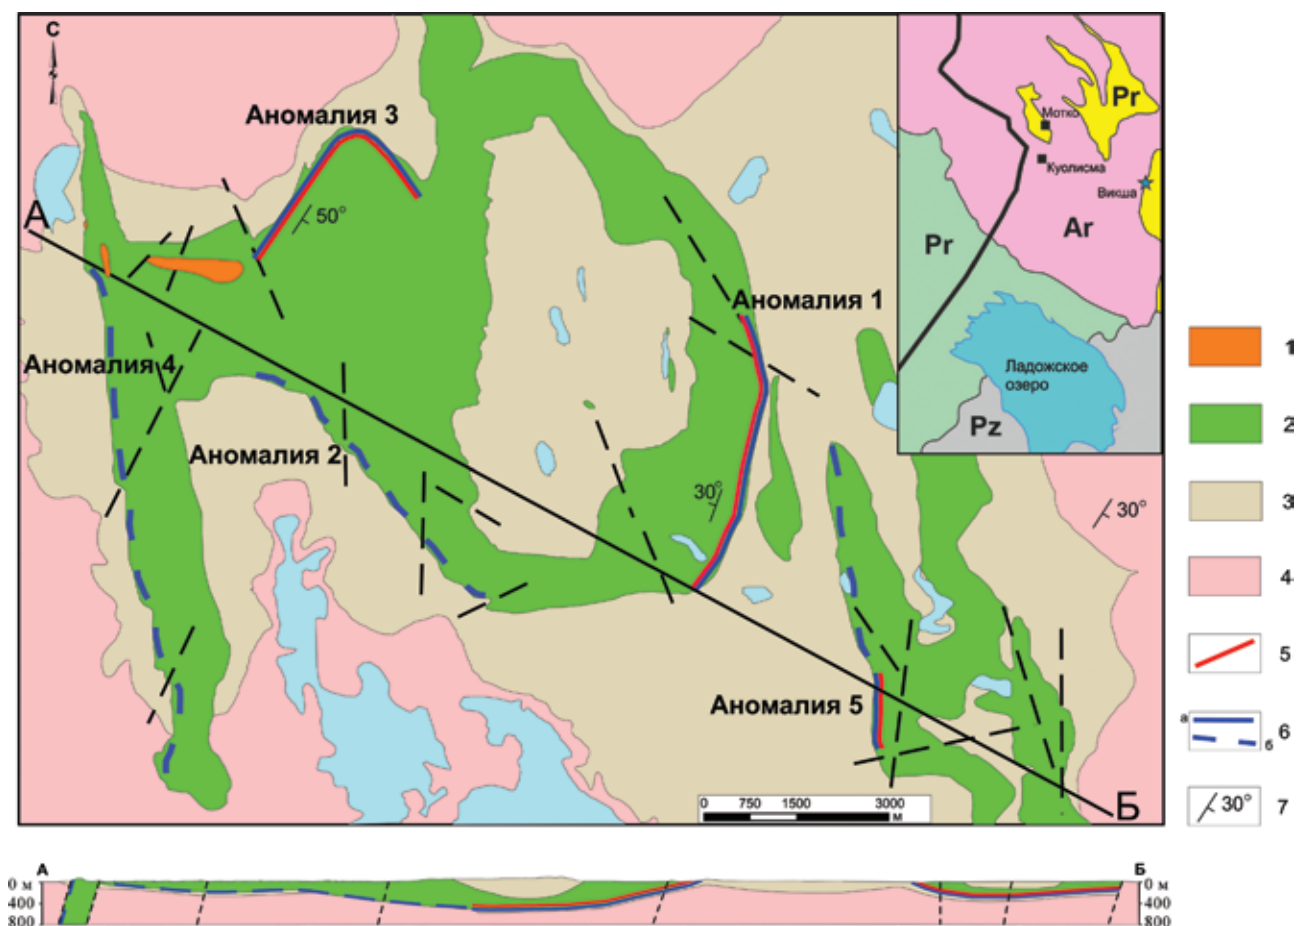 С
Аномалия 3
50°
А
Аномалия 1
Аномалия 4
Аномалия 2
30°
30°
Аномалия 5
Б
0 750 1500 3000
М
Pr
Мотко
Куолисма
Викша
Ar
Pr
Ладожское
озеро
Pz
1
2
3
4
5
а
6
б
30° 7
А Б
0 м 0 м
400 400
800 800